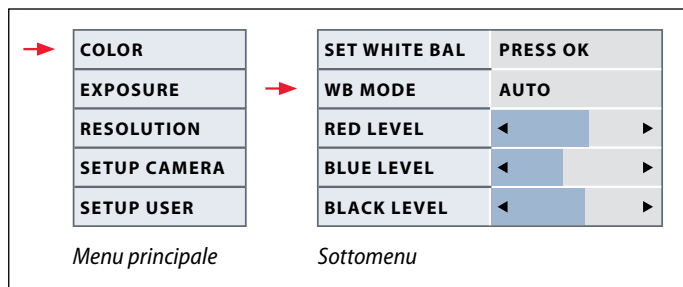 COLOR
EXPOSURE
RESOLUTION
SETUP CAMERA
SETUP USER
Menu principale
SET WHITE BAL PRESS OK
WB MODE AUTO
RED LEVEL
BLUE LEVEL
BLACK LEVEL
Sottomenu